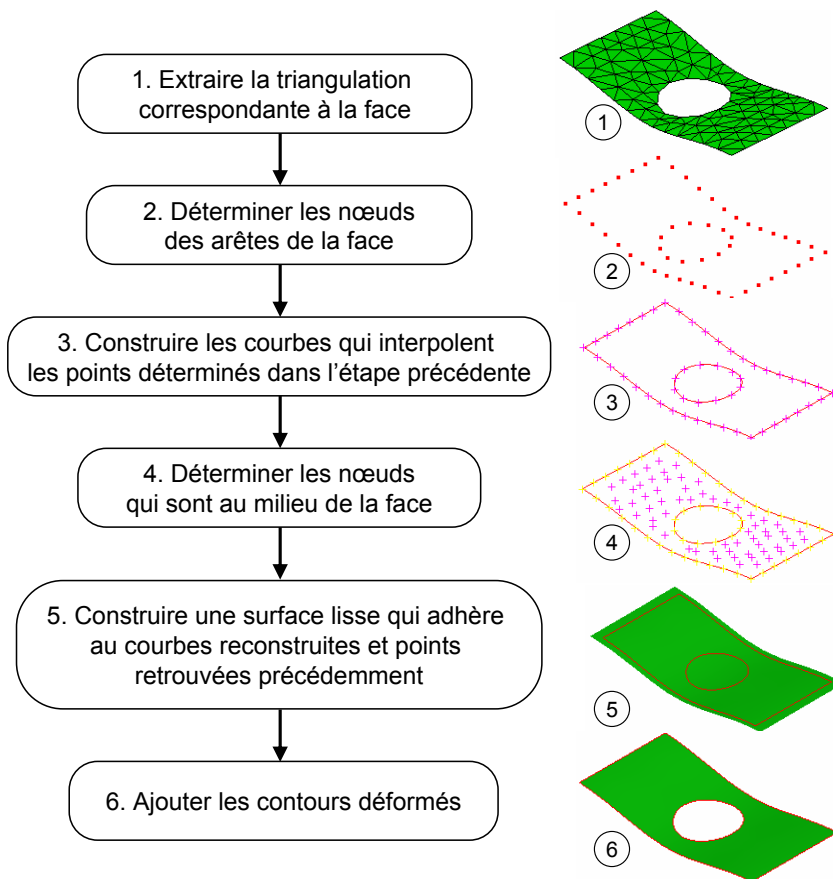 1. Extraire la triangulation
correspondante à la face
1
2. Déterminer les nœuds
des arêtes de la face
2
3. Construire les courbes qui interpolent
les points déterminés dans l’étape précédente
3
4. Déterminer les nœuds
qui sont au milieu de la face
4
5. Construire une surface lisse qui adhère
au courbes reconstruites et points
retrouvées précédemment
5
6. Ajouter les contours déformés
6